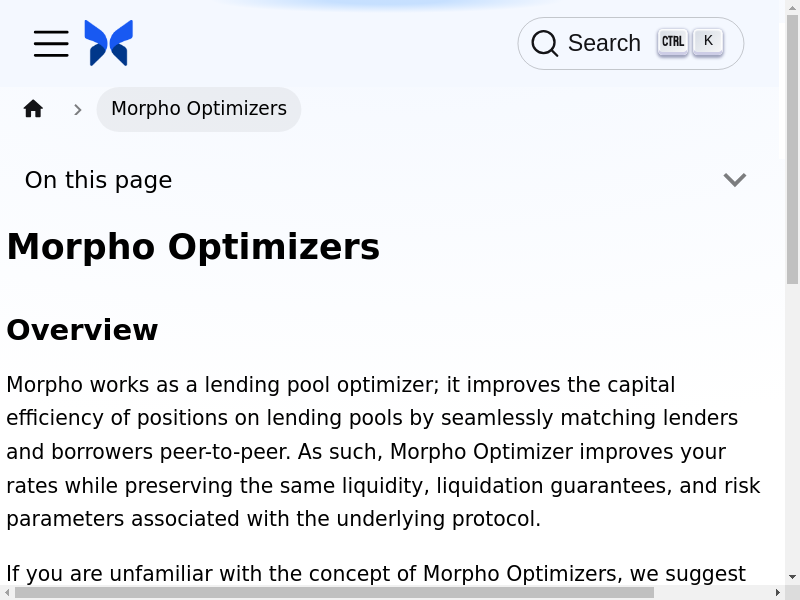 Search CTRL K
Morpho Optimizers
On this page
Morpho Optimizers
Overview
Morpho works as a lending pool optimizer; it improves the capital
efficiency of positions on lending pools by seamlessly matching lenders
and borrowers peer-to-peer. As such, Morpho Optimizer improves your
rates while preserving the same liquidity, liquidation guarantees, and risk
parameters associated with the underlying protocol.
If you are unfamiliar with the concept of Morpho Optimizers, we suggest